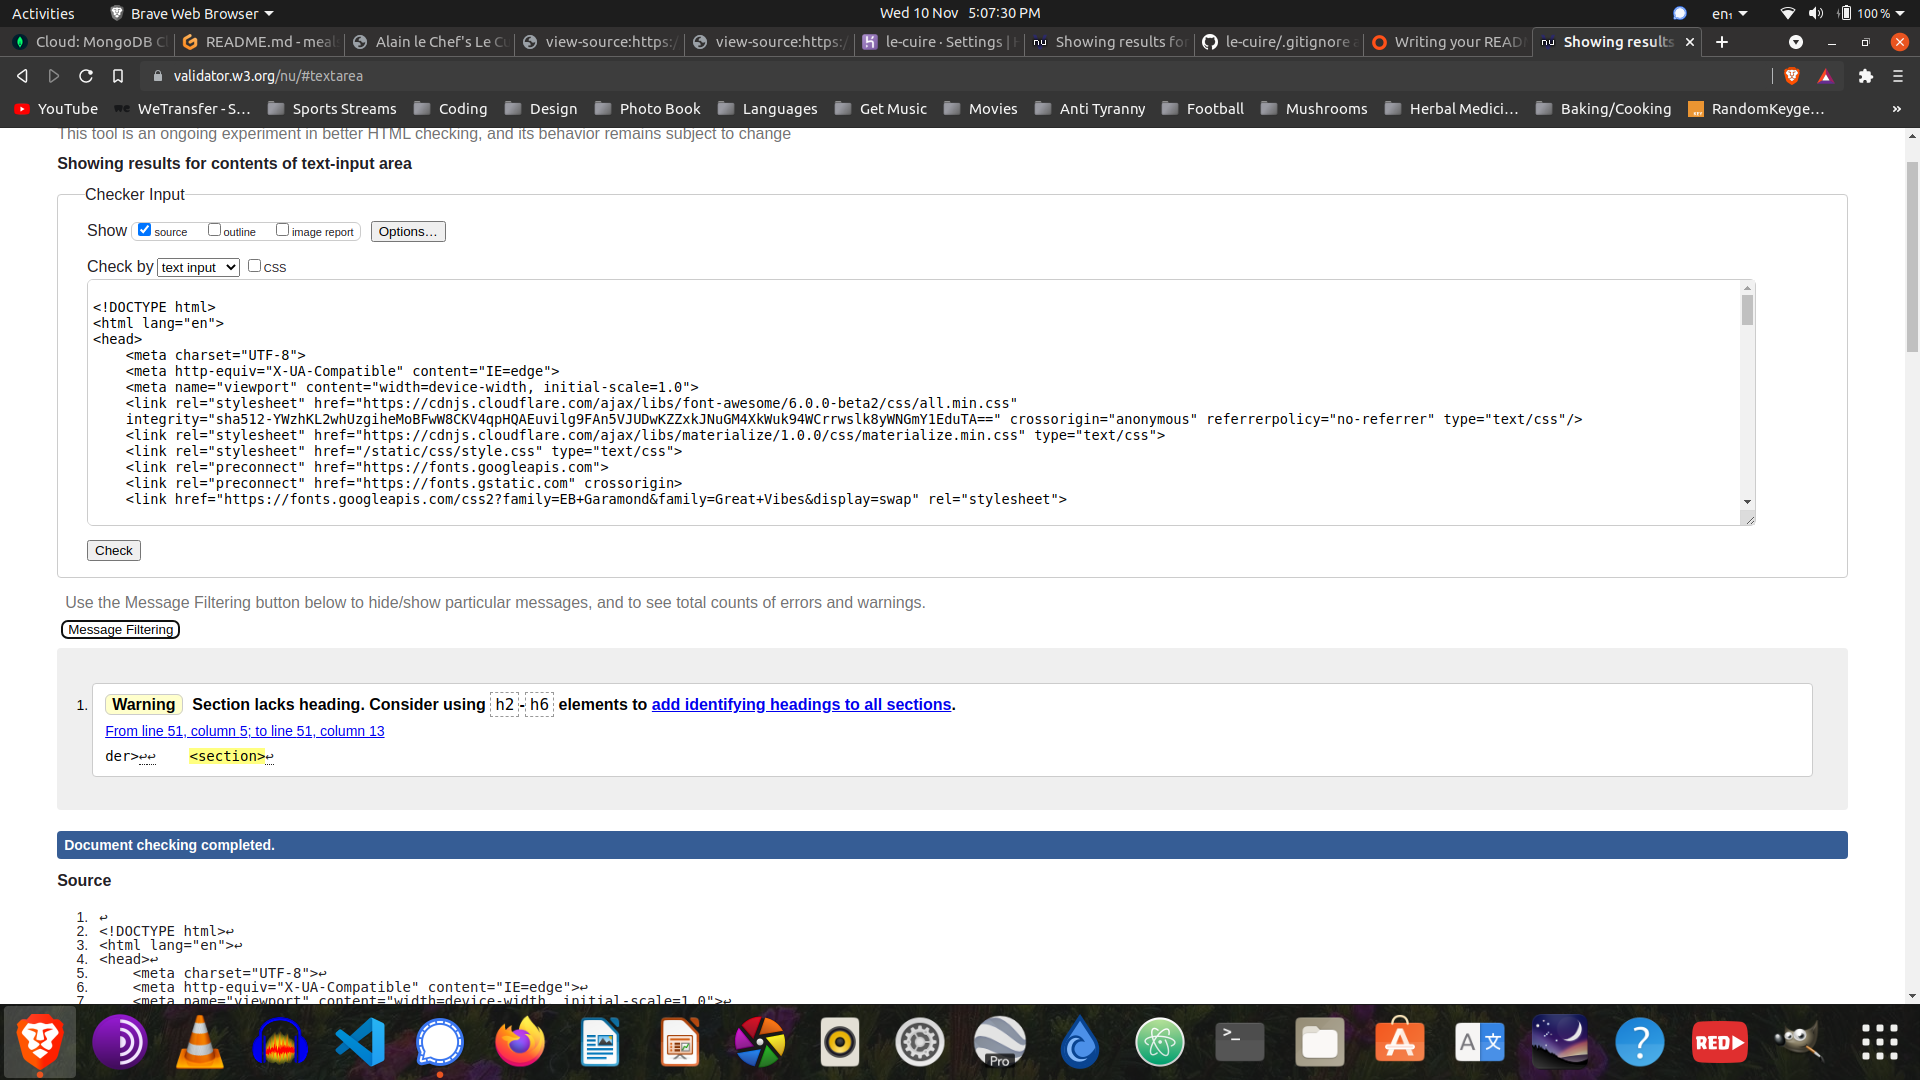 Activities Brave Web Browser Wed 10 Nov 5:07:30 PM en₁ 100 %
Cloud: MongoDB C README.md - meal Alain le Chef's Le Cu view-source:https:/ view-source:https:/ le-cuire · Settings | H Showing results for le-cuire/.gitignore a Writing your READ Showing results
validator.w3.org/nu/#textarea
YouTube WeTransfer - S… Sports Streams Coding Design Photo Book Languages Get Music Movies Anti Tyranny Football Mushrooms Herbal Medici… Baking/Cooking RandomKeyge… »
This tool is an ongoing experiment in better HTML checking, and its behavior remains subject to change
Showing results for contents of text-input area
Checker Input
Show source outline image report Options…
Check by text input CSS
<!DOCTYPE html>
<html lang="en">
<head>
<meta charset="UTF-8">
<meta http-equiv="X-UA-Compatible" content="IE=edge">
<meta name="viewport" content="width=device-width, initial-scale=1.0">
<link rel="stylesheet" href="https://cdnjs.cloudflare.com/ajax/libs/font-awesome/6.0.0-beta2/css/all.min.css"
integrity="sha512-YWzhKL2whUzgiheMoBFwW8CKV4qpHQAEuvilg9FAn5VJUDwKZZxkJNuGM4XkWuk94WCrrwslk8yWNGmY1EduTA==" crossorigin="anonymous" referrerpolicy="no-referrer" type="text/css"/>
<link rel="stylesheet" href="https://cdnjs.cloudflare.com/ajax/libs/materialize/1.0.0/css/materialize.min.css" type="text/css">
<link rel="stylesheet" href="/static/css/style.css" type="text/css">
<link rel="preconnect" href="https://fonts.googleapis.com">
<link rel="preconnect" href="https://fonts.gstatic.com" crossorigin>
<link href="https://fonts.googleapis.com/css2?family=EB+Garamond&family=Great+Vibes&display=swap" rel="stylesheet">
Check
Use the Message Filtering button below to hide/show particular messages, and to see total counts of errors and warnings.
Message Filtering
1. Warning Section lacks heading. Consider using h2-h6 elements to add identifying headings to all sections.
From line 51, column 5; to line 51, column 13
der>↩↩ <section>↩
Document checking completed.
Source
1. ↩
2. <!DOCTYPE html>↩
3. <html lang="en">↩
4. <head>↩
5. <meta charset="UTF-8">↩
6. <meta http-equiv="X-UA-Compatible" content="IE=edge">↩
7. <meta name="viewport" content="width=device-width, initial-scale=1.0">↩
Pro >_ A 文 ? RED